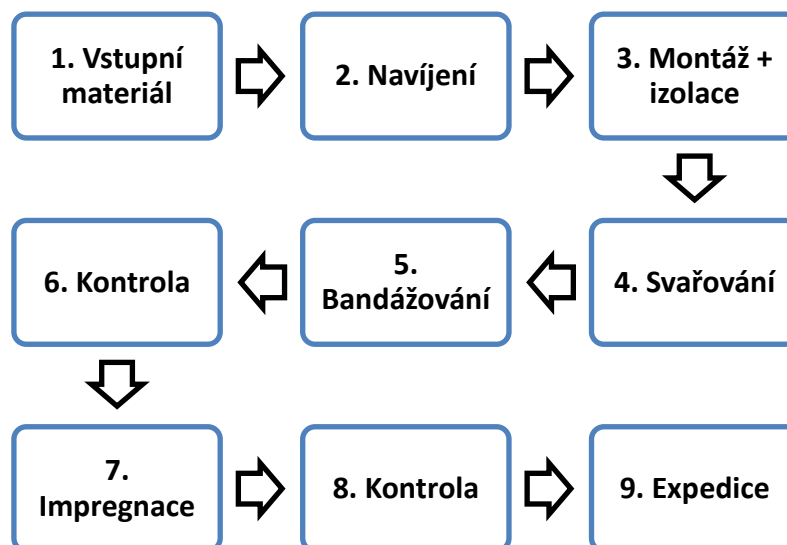 1. Vstupní
materiál
2. Navíjení
3. Montáž +
izolace
4. Svařování
5.
Bandážování
6. Kontrola
7.
Impregnace
8. Kontrola
9. Expedice